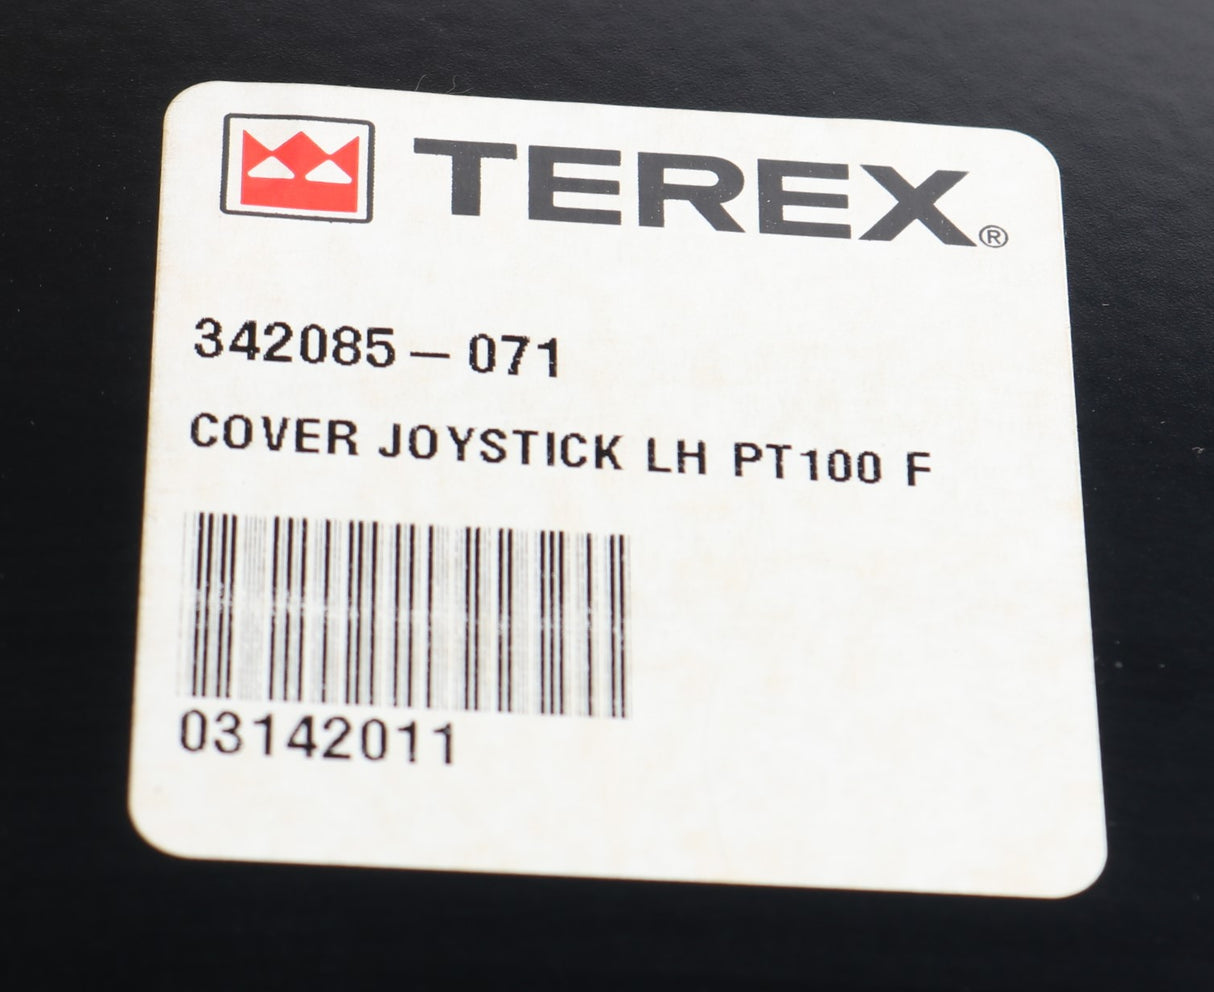 TEREX®
342085-071
COVER JOYSTICK LH PT100 F
03142011